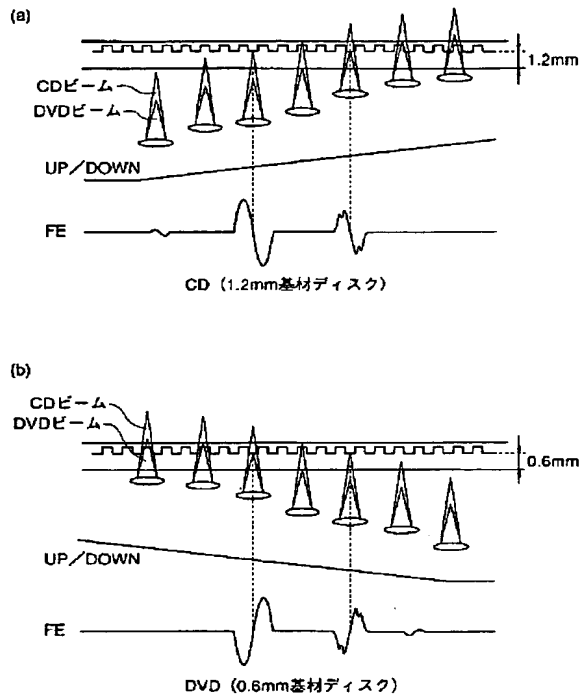 (a)
1.2mm
CDビーム
DVDビーム
UP／DOWN
FE
CD（1.2mm基材ディスク）
(b)
CDビーム
DVDビーム
0.6mm
UP／DOWN
FE
DVD（0.6mm基材ディスク）